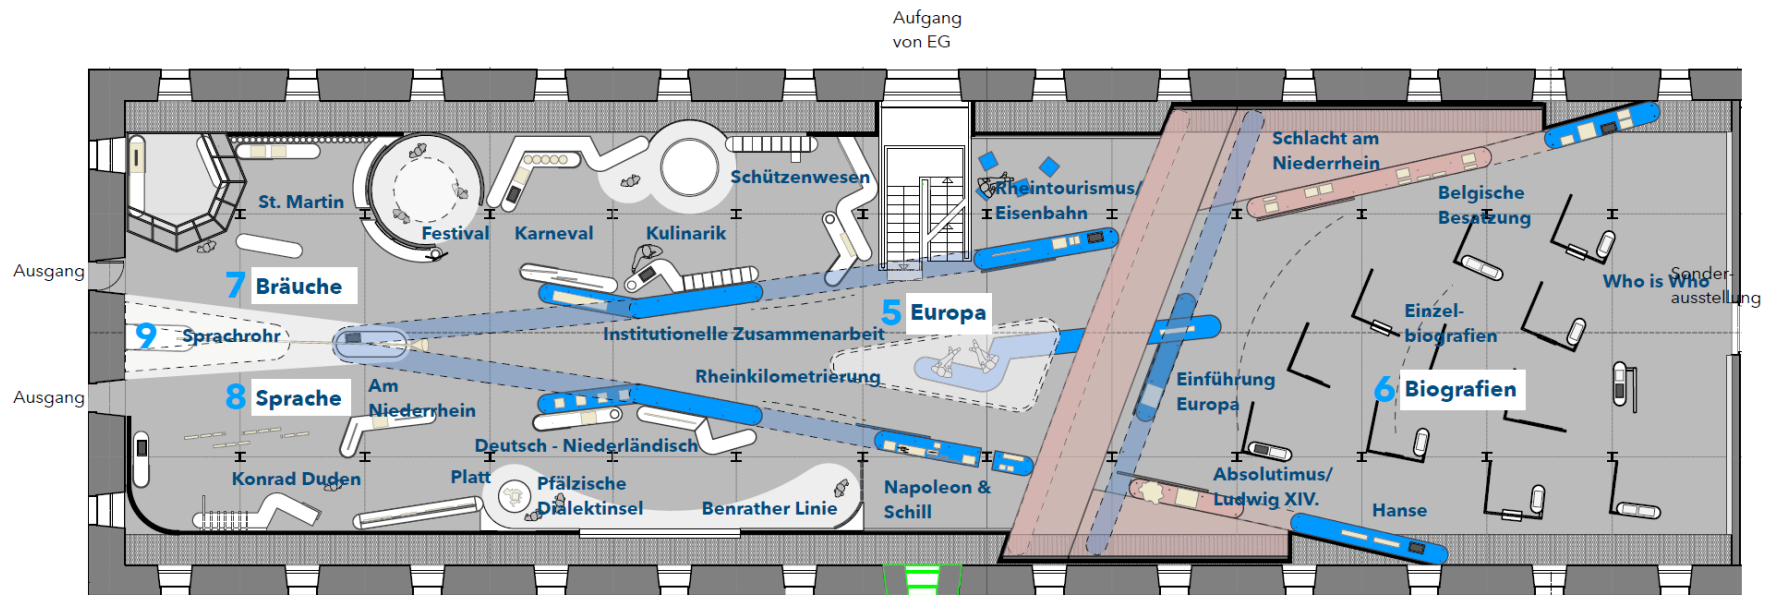 Aufgang
von EG
Schlacht am
Niederrhein
Schützenwesen
Rheintourismus/
Eisenbahn
Belgische
Besatzung
St. Martin
Festival
Karneval
Kulinarik
Ausgang
7 Bräuche
Who is Who
Sonder-
ausstellung
5 Europa
Einzel-
biografien
9 Sprachrohr
Institutionelle Zusammenarbeit
Rheinkilometrierung
Einführung
Europa
6 Biografien
Ausgang
8 Sprache
Am
Niederrhein
Deutsch - Niederländisch
Konrad Duden
Platt
Pfälzische
Dialektinsel
Benrather Linie
Napoleon &
Schill
Absolutimus/
Ludwig XIV.
Hanse